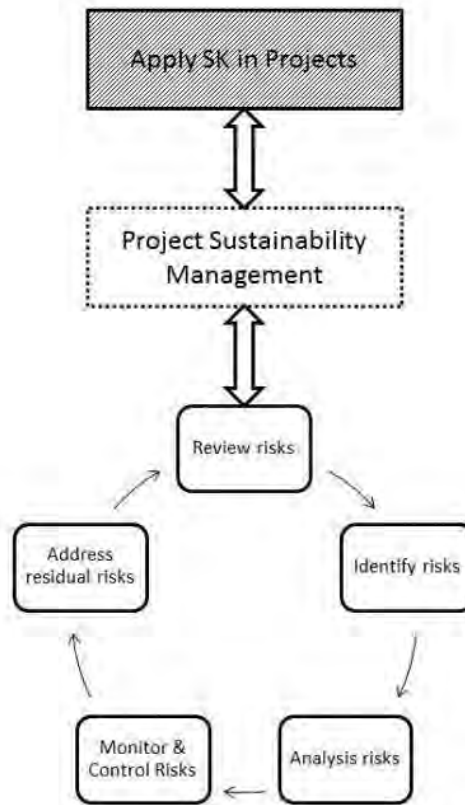 Apply SK in Projects
Project Sustainability
Management
Review risks
Identify risks
Analysis risks
Monitor &
Control Risks
Address
residual risks